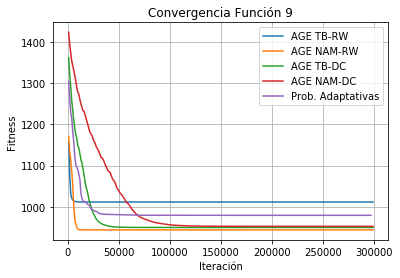 Convergencia Función 9
AGE TB-RW
AGE NAM-RW
AGE TB-DC
AGE NAM-DC
Prob. Adaptativas
Fitness
1400
1300
1200
1100
1000
0
50000
100000
150000
200000
250000
300000
Iteración